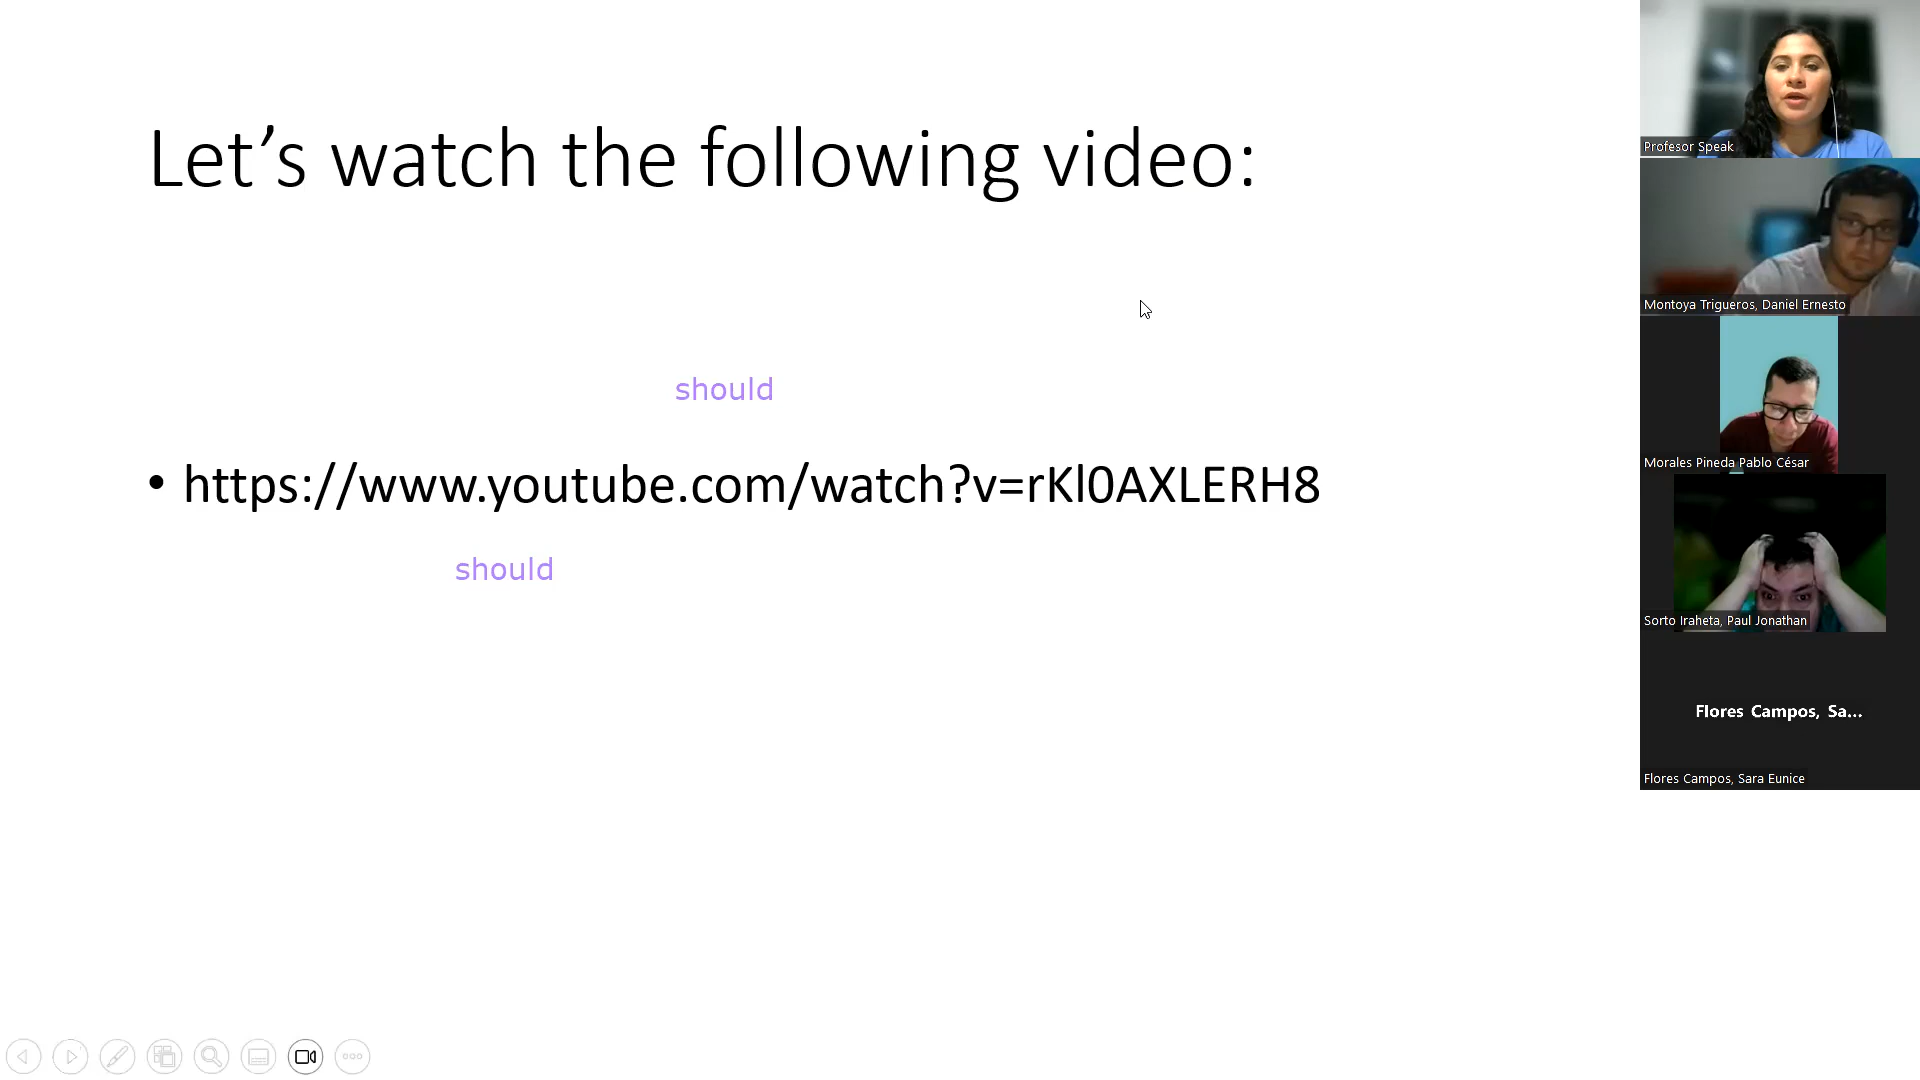 Let’s watch the following video:
should
• https://www.youtube.com/watch?v=rKl0AXLERH8
should
Profesor Speak
Montoya Trigueros, Daniel Ernesto
Morales Pineda Pablo César
Sorto Iraheta, Paul Jonathan
Flores Campos, Sa...
Flores Campos, Sara Eunice